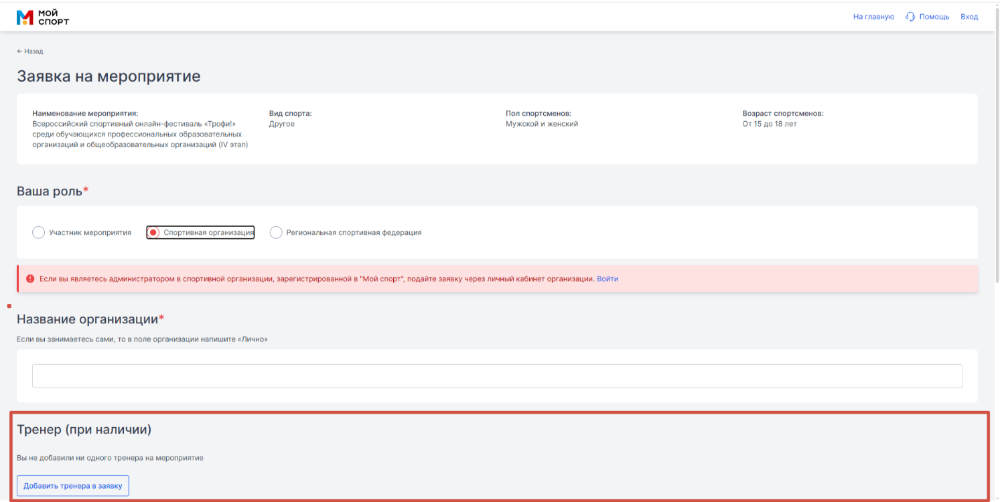 МОЙ
СПОРТ
На главную Помощь Вход
← Назад
Заявка на мероприятие
Наименование мероприятия:
Всероссийский спортивный онлайн-фестиваль «Трофи!»
среди обучающихся профессиональных образовательных
организаций и общеобразовательных организаций (IV этап)
Вид спорта:
Другое
Пол спортсменов:
Мужской и женский
Возраст спортсменов:
От 15 до 18 лет
Ваша роль*
Участник мероприятия Спортивная организация Региональная спортивная федерация
Если вы являетесь администратором в спортивной организации, зарегистрированной в "Мой спорт", подайте заявку через личный кабинет организации. Войти
Название организации*
Если вы занимаетесь сами, то в поле организации напишите «Лично»
Тренер (при наличии)
Вы не добавили ни одного тренера на мероприятие
Добавить тренера в заявку